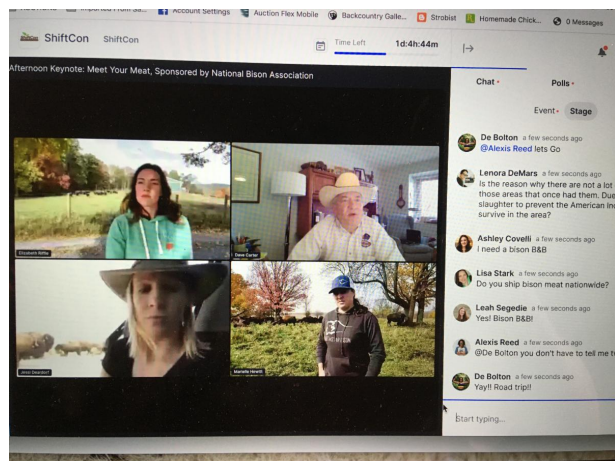 Account Settings
Auction Flex Mobile
Backcountry Galle...
Strobist
Homemade Chick...
0 Messages
ShiftCon
ShiftCon
Time Left
1d:4h:44m
Afternoon Keynote: Meet Your Meat, Sponsored by National Bison Association
Dave Carter
Chat
Polls
Event
Stage
De Bolton a few seconds ago
@Alexis Reed lets Go
Lenora DeMars a few seconds ago
Is the reason why there are not a lot
those areas that once had them. Due
slaughter to prevent the American Inc
survive in the area?
Ashley Covelli a few seconds ago
I need a bison B&B
Lisa Stark a few seconds ago
Do you ship bison meat nationwide?
Leah Segedie a few seconds ago
Yes! Bison B&B!
Alexis Reed a few seconds ago
@De Bolton you don't have to tell me
De Bolton a few seconds ago
Yay!! Road trip!!
Start typing...